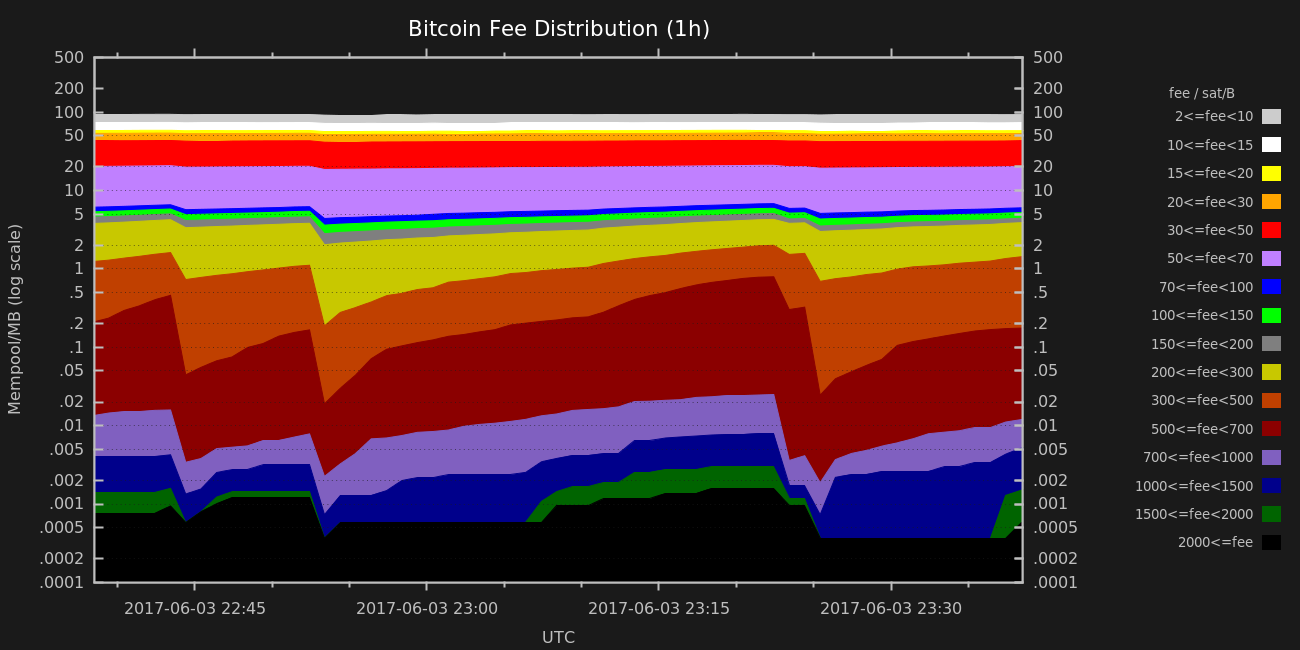 Bitcoin Fee Distribution (1h)
500 500
200 200
100 100
50 50
20 20
10 10
5 5
2 2
1 1
.5 .5
.2 .2
.1 .1
.05 .05
.02 .02
.01 .01
.005 .005
.002 .002
.001 .001
.0005 .0005
.0002 .0002
.0001 .0001
Mempool/MB (log scale)
2017-06-03 22:45 2017-06-03 23:00 2017-06-03 23:15 2017-06-03 23:30
UTC
fee / sat/B
2<=fee<10
10<=fee<15
15<=fee<20
20<=fee<30
30<=fee<50
50<=fee<70
70<=fee<100
100<=fee<150
150<=fee<200
200<=fee<300
300<=fee<500
500<=fee<700
700<=fee<1000
1000<=fee<1500
1500<=fee<2000
2000<=fee